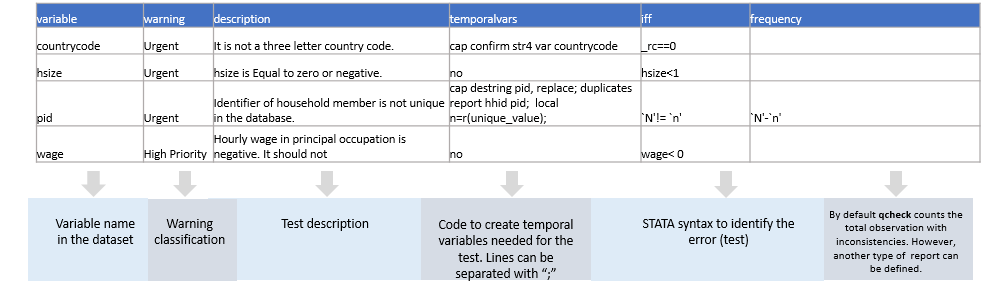 variable warning description temporalvars iff frequency
countrycode Urgent It is not a three letter country code. cap confirm str4 var countrycode _rc==0
hsize Urgent hsize is Equal to zero or negative. no hsize<1
cap destring pid, replace; duplicates
Identifier of household member is not unique report hhid pid; local
pid Urgent in the database. n=r(unique_value); `N'!= `n' `N'-`n'
Hourly wage in principal occupation is
wage High Priority negative. It should not no wage< 0
Variable name
in the dataset
Warning
classification
Test description
Code to create temporal
variables needed for the
test. Lines can be
separated with “;”
STATA syntax to identify the
error (test)
By default qcheck counts the
total observation with
inconsistencies. However,
another type of report can
be defined.